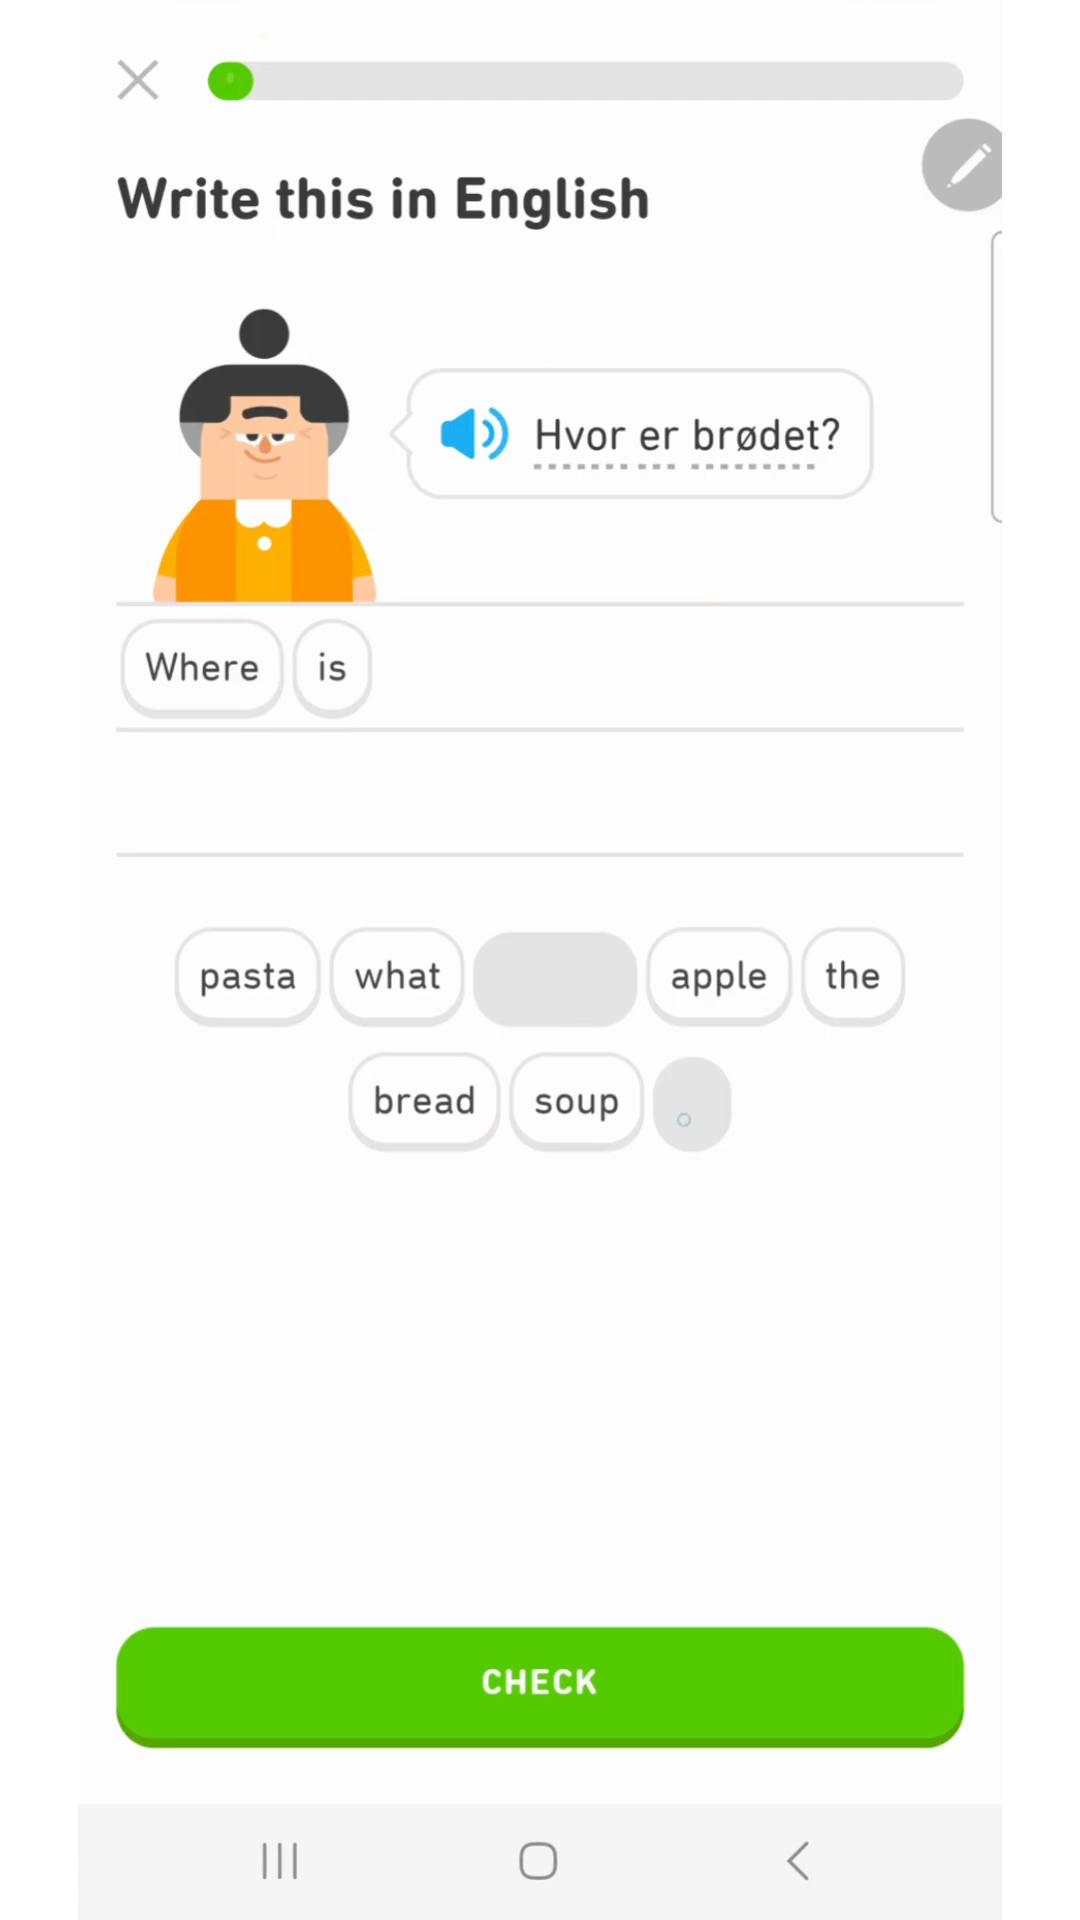 Write this in English
Hvor er brødet?
Where is
pasta what apple the
bread soup
CHECK